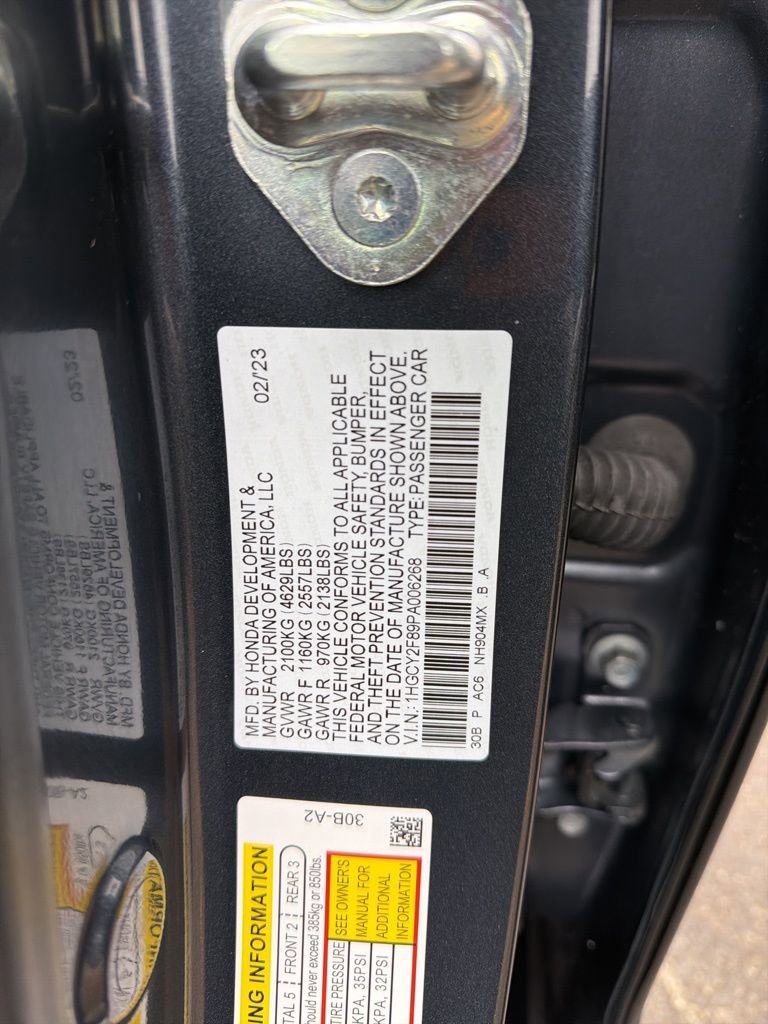 MFD. BY HONDA DEVELOPMENT &
MANUFACTURING OF AMERICA, LLC 02/'23
GVWR 2100KG (4629LBS)
GAWR F 1160KG (2557LBS)
GAWR R 970KG (2138LBS)
THIS VEHICLE CONFORMS TO ALL APPLICABLE
FEDERAL MOTOR VEHICLE SAFETY, BUMPER,
AND THEFT PREVENTION STANDARDS IN EFFECT
ON THE DATE OF MANUFACTURE SHOWN ABOVE.
V.I.N.: 1HGCY2F89PA006268 TYPE: PASSENGER CAR
30B P AC6 NH904MX .B .A
30B-A2
ING INFORMATION
TAL 5 FRONT 2 REAR 3
hould never exceed 385kg or 850lbs.
TIRE PRESSURE
KPA, 35PSI
KPA, 32PSI
SEE OWNER'S
MANUAL FOR
ADDITIONAL
INFORMATION